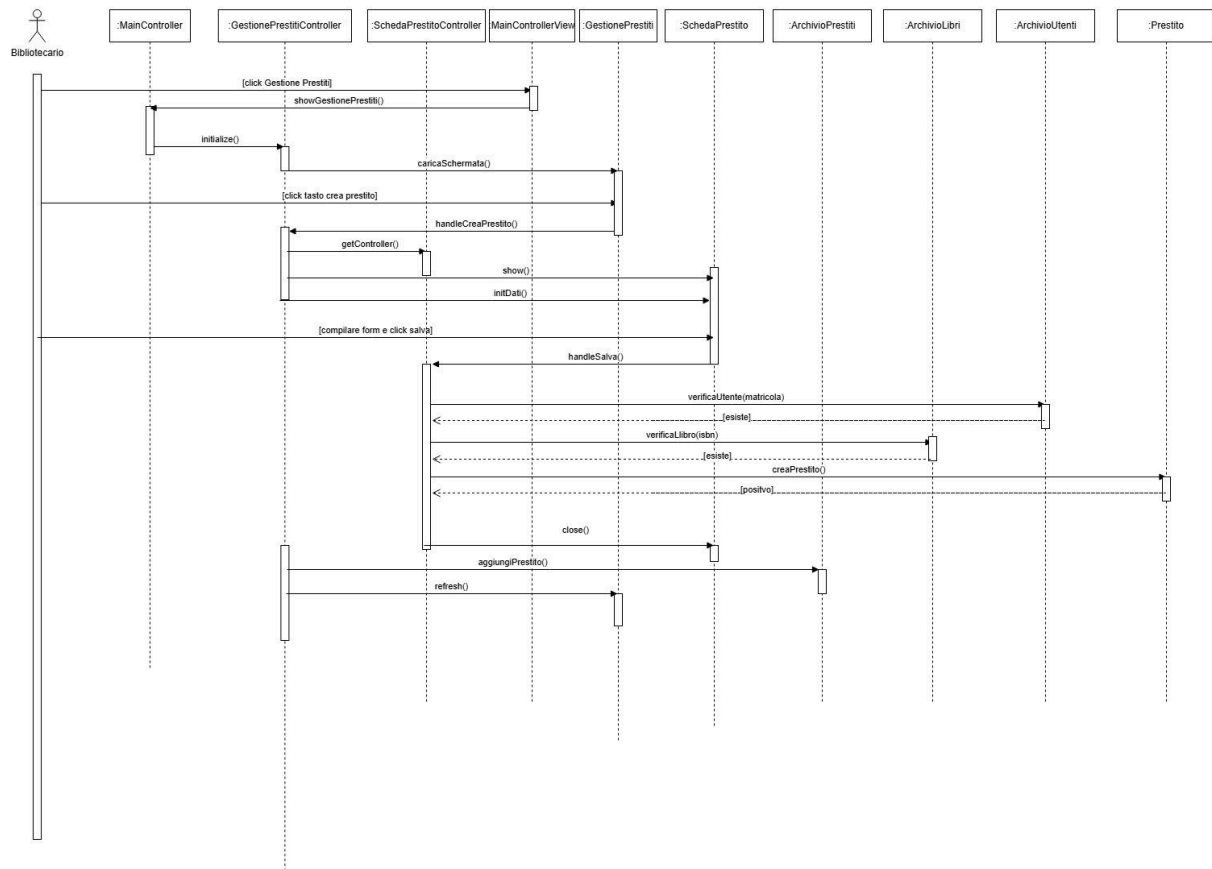 :MainController
:GestionePrestitiController
:SchedaPrestitoController
:MainControllerView
:GestionePrestiti
:SchedaPrestito
:ArchivioPrestiti
:ArchivioLibri
:ArchivioUtenti
:Prestito
Bibliotecario
[click Gestione Prestiti]
showGestionePrestiti()
initialize()
caricaSchermata()
[click tasto crea prestito]
handleCreaPrestito()
getController()
show()
initDati()
[compilare form e click salva]
handleSalva()
verificaUtente(matricola)
[esiste]
verificaLlibro(isbn)
[esiste]
creaPrestito()
[positvo]
close()
aggiungiPrestito()
refresh()